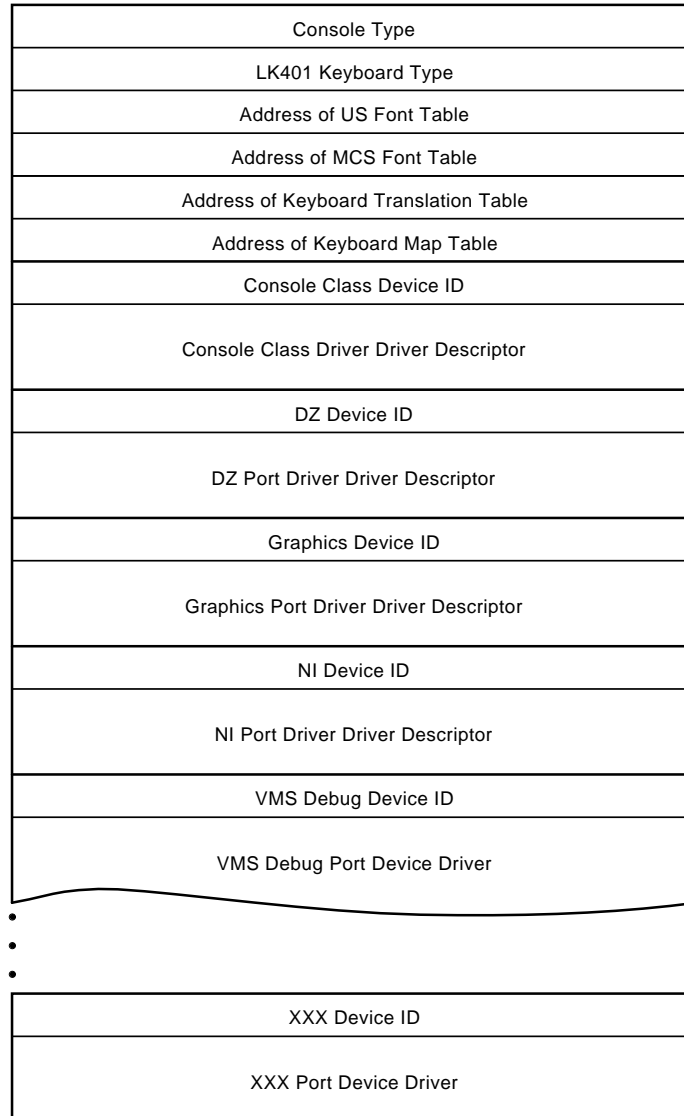 Console Type
LK401 Keyboard Type
Address of US Font Table
Address of MCS Font Table
Address of Keyboard Translation Table
Address of Keyboard Map Table
Console Class Device ID
Console Class Driver Driver Descriptor
DZ Device ID
DZ Port Driver Driver Descriptor
Graphics Device ID
Graphics Port Driver Driver Descriptor
NI Device ID
NI Port Driver Driver Descriptor
VMS Debug Device ID
VMS Debug Port Device Driver
XXX Device ID
XXX Port Device Driver